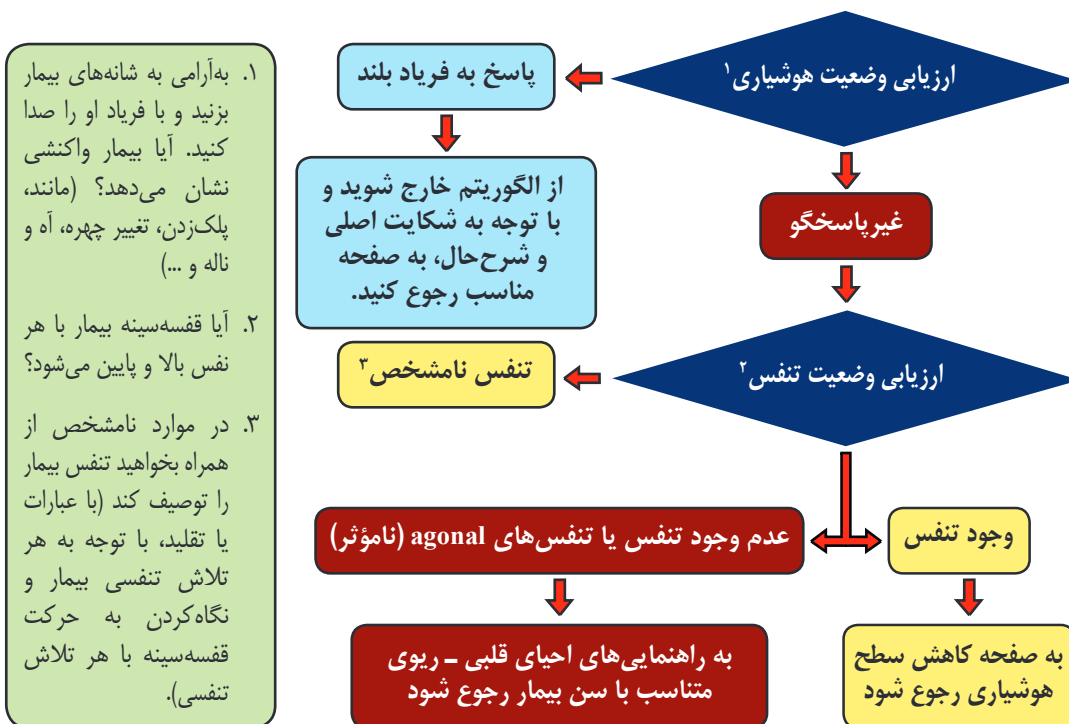 ارزیابی وضعیت هوشیاری۱
پاسخ به فریاد بلند
از الگوریتم خارج شوید و
با توجه به شکایت اصلی
و شرح‌حال، به صفحه
مناسب رجوع کنید.
غیرپاسخگو
ارزیابی وضعیت تنفس۲
تنفس نامشخص۳
وجود تنفس
عدم وجود تنفس یا تنفس‌های agonal (نامؤثر)
به صفحه کاهش سطح
هوشیاری رجوع شود
به راهنمایی‌های احیای قلبی ـ ریوی
متناسب با سن بیمار رجوع شود
۱. به‌آرامی به شانه‌های بیمار
بزنید و با فریاد او را صدا
کنید. آیا بیمار واکنشی
نشان می‌دهد؟ (مانند،
پلک‌زدن، تغییر چهره، آه و
ناله و ...)
۲. آیا قفسه‌سینه بیمار با هر
نفس بالا و پایین می‌شود؟
۳. در موارد نامشخص از
همراه بخواهید تنفس بیمار
را توصیف کند (با عبارات
یا تقلید، با توجه به هر
تلاش تنفسی بیمار و
نگاه‌کردن به حرکت
قفسه‌سینه با هر تلاش
تنفسی).